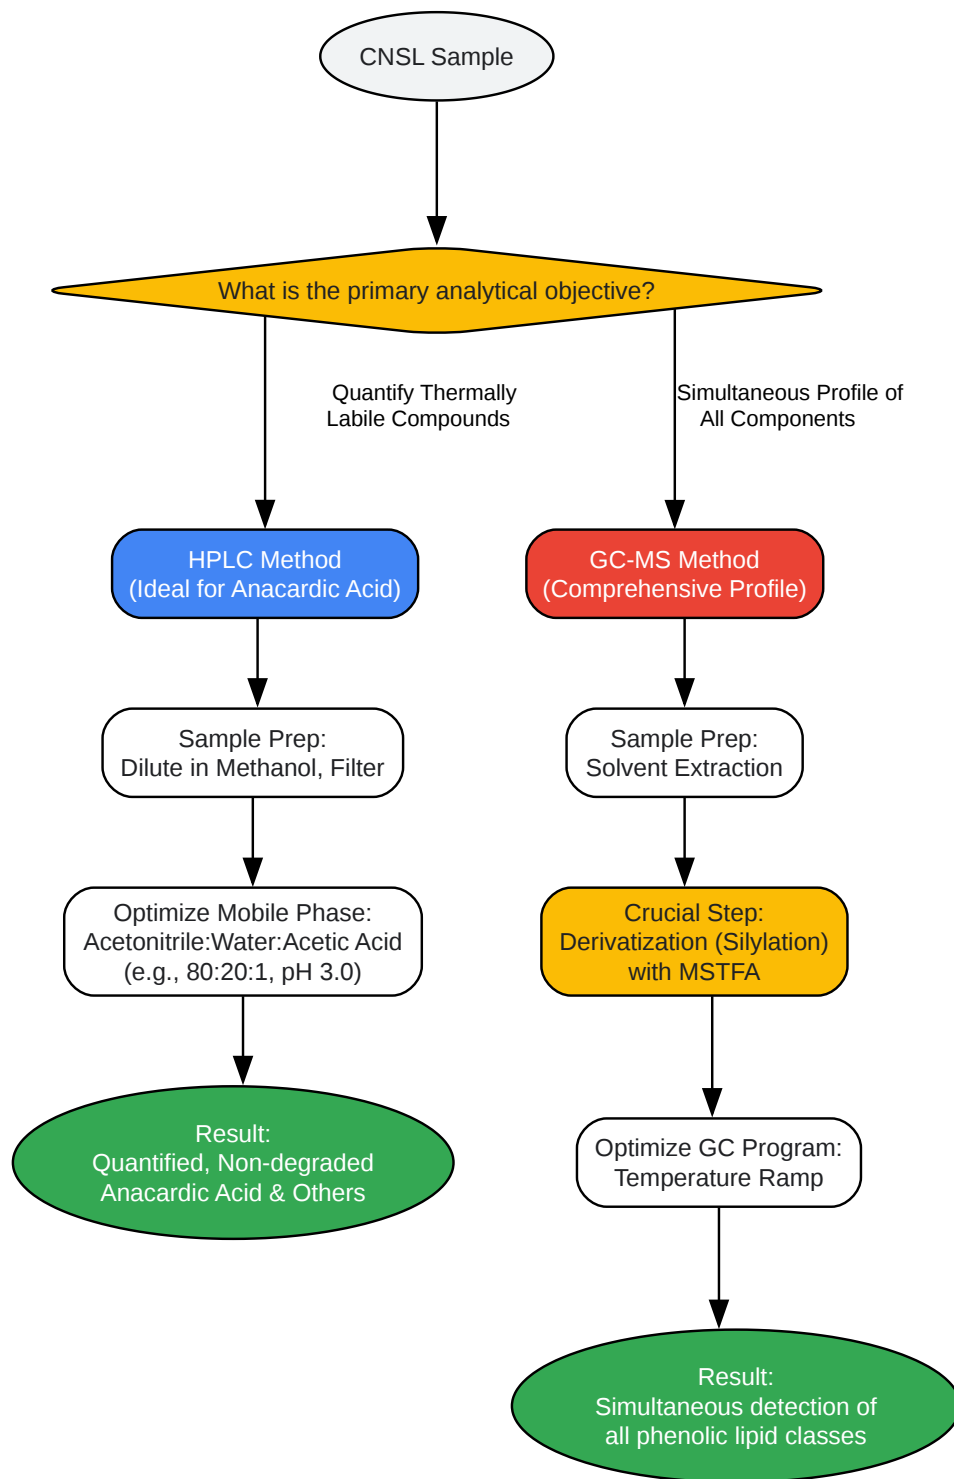 CNSL Sample
What is the primary analytical objective?
Quantify Thermally
Labile Compounds
Simultaneous Profile of
All Components
HPLC Method
(Ideal for Anacardic Acid)
GC-MS Method
(Comprehensive Profile)
Sample Prep:
Dilute in Methanol, Filter
Sample Prep:
Solvent Extraction
Optimize Mobile Phase:
Acetonitrile:Water:Acetic Acid
(e.g., 80:20:1, pH 3.0)
Crucial Step:
Derivatization (Silylation)
with MSTFA
Result:
Quantified, Non-degraded
Anacardic Acid & Others
Optimize GC Program:
Temperature Ramp
Result:
Simultaneous detection of
all phenolic lipid classes